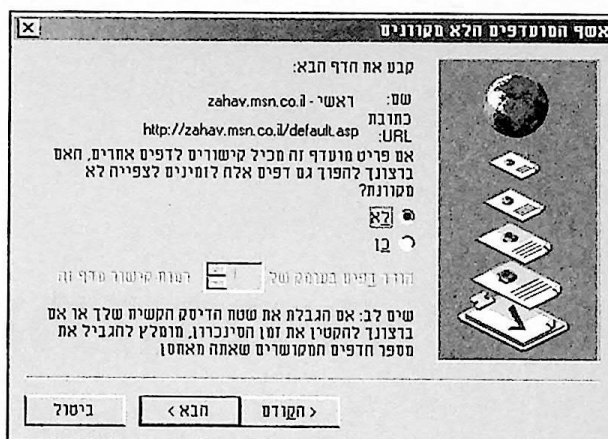 אשף המועדפים הלא מקוונים
קבע את הדף הבא:
שם: ראשי - zahav.msn.co.il
כתובת
URL: http://zahav.msn.co.il/default.asp
אם פריט מועדף זה מכיל קישורים לדפים אחרים, האם
ברצונך להפוך גם דפים אלה לזמינים לצפייה לא
מקוונת?
לא
כן
הורד דפים בעומק של 1 רמות קישור מדף זה
שים לב: אם הגבלת את שטח הדיסק הקשיח שלך או אם
ברצונך להקטין את זמן הסינכרון, מומלץ להגביל את
מספר הדפים המקושרים שאתה מאחסן
< הקודם
הבא >
ביטול